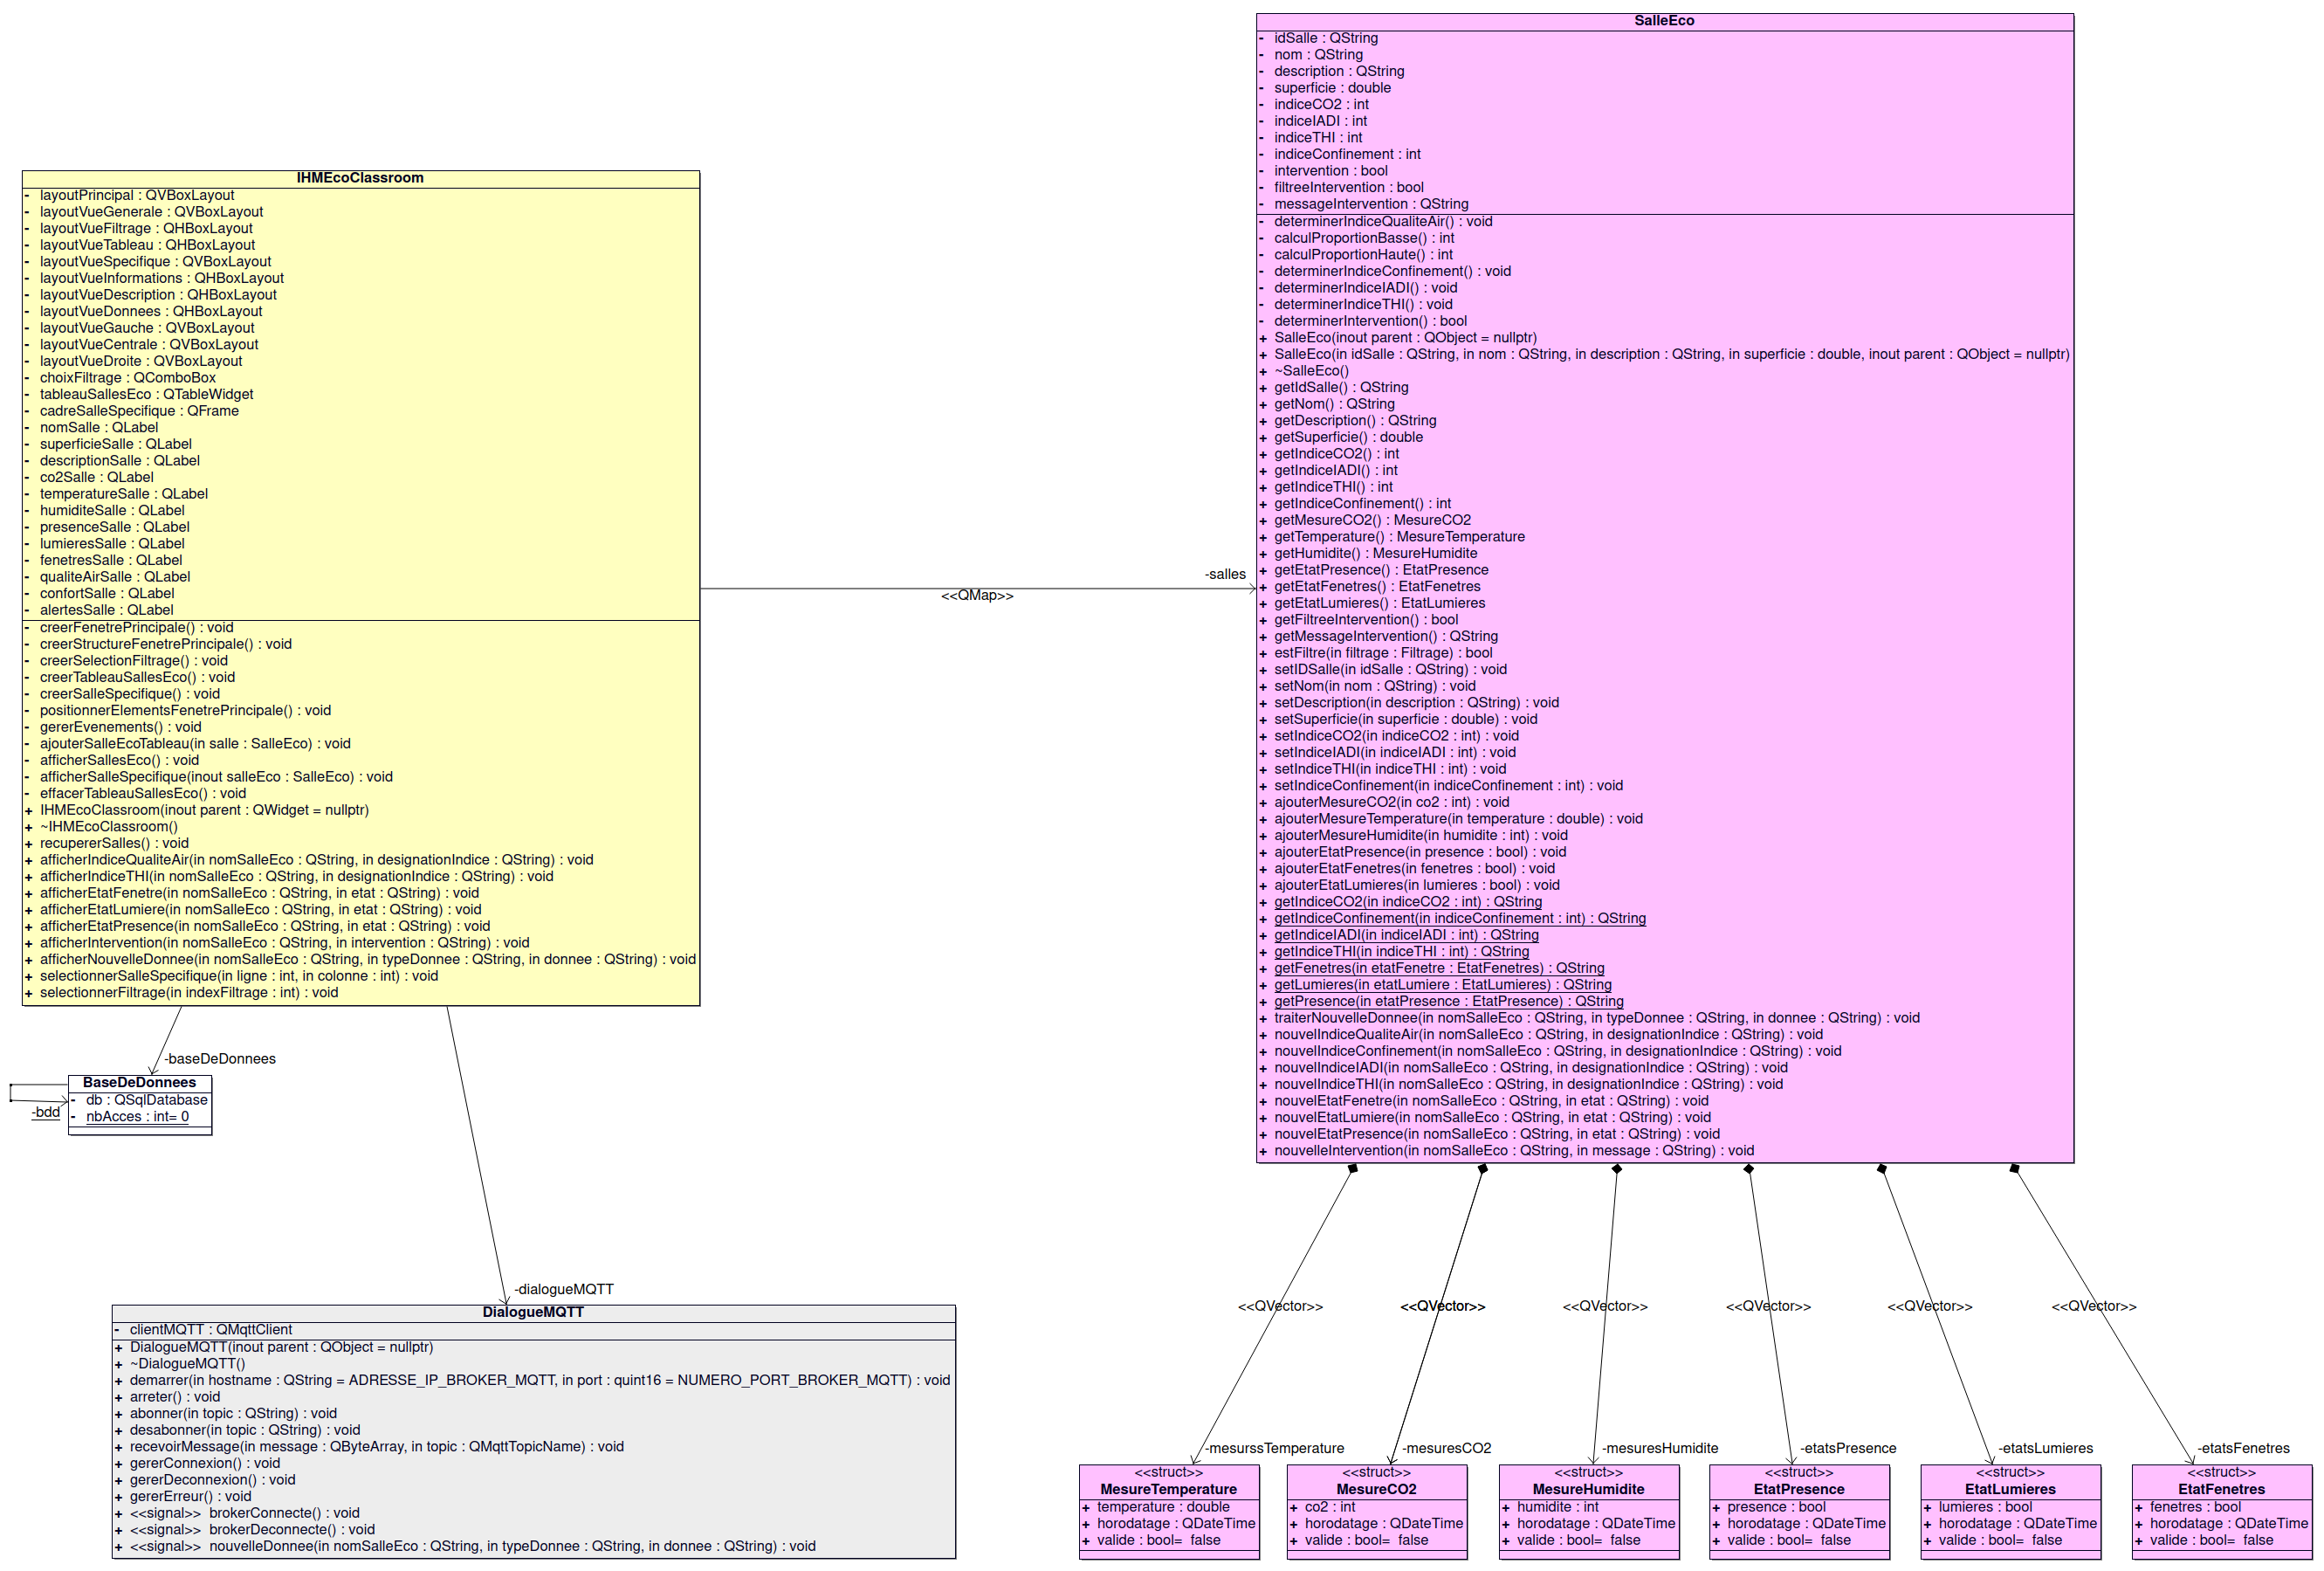 SalleEco
- idSalle : QString
- nom : QString
- description : QString
- superficie : double
- indiceCO2 : int
- indiceIADI : int
- indiceTHI : int
- indiceConfinement : int
- intervention : bool
- filtreeIntervention : bool
- messageIntervention : QString
- determinerIndiceQualiteAir() : void
- calculProportionBasse() : int
- calculProportionHaute() : int
- determinerIndiceConfinement() : void
- determinerIndiceIADI() : void
- determinerIndiceTHI() : void
- determinerIntervention() : bool
+ SalleEco(inout parent : QObject = nullptr)
+ SalleEco(in idSalle : QString, in nom : QString, in description : QString, in superficie : double, inout parent : QObject = nullptr)
+ ~SalleEco()
+ getIdSalle() : QString
+ getNom() : QString
+ getDescription() : QString
+ getSuperficie() : double
+ getIndiceCO2() : int
+ getIndiceIADI() : int
+ getIndiceTHI() : int
+ getIndiceConfinement() : int
+ getMesureCO2() : MesureCO2
+ getTemperature() : MesureTemperature
+ getHumidite() : MesureHumidite
+ getEtatPresence() : EtatPresence
+ getEtatFenetres() : EtatFenetres
+ getEtatLumieres() : EtatLumieres
+ getFiltreeIntervention() : bool
+ getMessageIntervention() : QString
+ estFiltre(in filtrage : Filtrage) : bool
+ setIDSalle(in idSalle : QString) : void
+ setNom(in nom : QString) : void
+ setDescription(in description : QString) : void
+ setSuperficie(in superficie : double) : void
+ setIndiceCO2(in indiceCO2 : int) : void
+ setIndiceIADI(in indiceIADI : int) : void
+ setIndiceTHI(in indiceTHI : int) : void
+ setIndiceConfinement(in indiceConfinement : int) : void
+ ajouterMesureCO2(in co2 : int) : void
+ ajouterMesureTemperature(in temperature : double) : void
+ ajouterMesureHumidite(in humidite : int) : void
+ ajouterEtatPresence(in presence : bool) : void
+ ajouterEtatFenetres(in fenetres : bool) : void
+ ajouterEtatLumieres(in lumieres : bool) : void
+ getIndiceCO2(in indiceCO2 : int) : QString
+ getIndiceConfinement(in indiceConfinement : int) : QString
+ getIndiceIADI(in indiceIADI : int) : QString
+ getIndiceTHI(in indiceTHI : int) : QString
+ getFenetres(in etatFenetre : EtatFenetres) : QString
+ getLumieres(in etatLumiere : EtatLumieres) : QString
+ getPresence(in etatPresence : EtatPresence) : QString
+ traiterNouvelleDonnee(in nomSalleEco : QString, in typeDonnee : QString, in donnee : QString) : void
+ nouvelIndiceQualiteAir(in nomSalleEco : QString, in designationIndice : QString) : void
+ nouvelIndiceConfinement(in nomSalleEco : QString, in designationIndice : QString) : void
+ nouvelIndiceIADI(in nomSalleEco : QString, in designationIndice : QString) : void
+ nouvelIndiceTHI(in nomSalleEco : QString, in designationIndice : QString) : void
+ nouvelEtatFenetre(in nomSalleEco : QString, in etat : QString) : void
+ nouvelEtatLumiere(in nomSalleEco : QString, in etat : QString) : void
+ nouvelEtatPresence(in nomSalleEco : QString, in etat : QString) : void
+ nouvelleIntervention(in nomSalleEco : QString, in message : QString) : void
IHMEcoClassroom
- layoutPrincipal : QVBoxLayout
- layoutVueGenerale : QVBoxLayout
- layoutVueFiltrage : QHBoxLayout
- layoutVueTableau : QHBoxLayout
- layoutVueSpecifique : QVBoxLayout
- layoutVueInformations : QHBoxLayout
- layoutVueDescription : QHBoxLayout
- layoutVueDonnees : QHBoxLayout
- layoutVueGauche : QVBoxLayout
- layoutVueCentrale : QVBoxLayout
- layoutVueDroite : QVBoxLayout
- choixFiltrage : QComboBox
- tableauSallesEco : QTableWidget
- cadreSalleSpecifique : QFrame
- nomSalle : QLabel
- superficieSalle : QLabel
- descriptionSalle : QLabel
- co2Salle : QLabel
- temperatureSalle : QLabel
- humiditeSalle : QLabel
- presenceSalle : QLabel
- lumieresSalle : QLabel
- fenetresSalle : QLabel
- qualiteAirSalle : QLabel
- confortSalle : QLabel
- alertesSalle : QLabel
- creerFenetrePrincipale() : void
- creerStructureFenetrePrincipale() : void
- creerSelectionFiltrage() : void
- creerTableauSallesEco() : void
- creerSalleSpecifique() : void
- positionnerElementsFenetrePrincipale() : void
- gererEvenements() : void
- ajouterSalleEcoTableau(in salle : SalleEco) : void
- afficherSallesEco() : void
- afficherSalleSpecifique(inout salleEco : SalleEco) : void
- effacerTableauSallesEco() : void
+ IHMEcoClassroom(inout parent : QWidget = nullptr)
+ ~IHMEcoClassroom()
+ recupererSalles() : void
+ afficherIndiceQualiteAir(in nomSalleEco : QString, in designationIndice : QString) : void
+ afficherIndiceTHI(in nomSalleEco : QString, in designationIndice : QString) : void
+ afficherEtatFenetre(in nomSalleEco : QString, in etat : QString) : void
+ afficherEtatLumiere(in nomSalleEco : QString, in etat : QString) : void
+ afficherEtatPresence(in nomSalleEco : QString, in etat : QString) : void
+ afficherIntervention(in nomSalleEco : QString, in intervention : QString) : void
+ afficherNouvelleDonnee(in nomSalleEco : QString, in typeDonnee : QString, in donnee : QString) : void
+ selectionnerSalleSpecifique(in ligne : int, in colonne : int) : void
+ selectionnerFiltrage(in indexFiltrage : int) : void
-salles
<<QMap>>
-baseDeDonnees
BaseDeDonnees
- db : QSqlDatabase
- nbAcces : int= 0
-bdd
-dialogueMQTT
DialogueMQTT
- clientMQTT : QMqttClient
+ DialogueMQTT(inout parent : QObject = nullptr)
+ ~DialogueMQTT()
+ demarrer(in hostname : QString = ADRESSE_IP_BROKER_MQTT, in port : quint16 = NUMERO_PORT_BROKER_MQTT) : void
+ arreter() : void
+ abonner(in topic : QString) : void
+ desabonner(in topic : QString) : void
+ recevoirMessage(in message : QByteArray, in topic : QMqttTopicName) : void
+ gererConnexion() : void
+ gererDeconnexion() : void
+ gererErreur() : void
+ <<signal>> brokerConnecte() : void
+ <<signal>> brokerDeconnecte() : void
+ <<signal>> nouvelleDonnee(in nomSalleEco : QString, in typeDonnee : QString, in donnee : QString) : void
<<QVector>> <<QVector>> <<QVector>> <<QVector>> <<QVector>> <<QVector>>
-mesurssTemperature -mesuresCO2 -mesuresHumidite -etatsPresence -etatsLumieres -etatsFenetres
<<struct>>
MesureTemperature
+ temperature : double
+ horodatage : QDateTime
+ valide : bool= false
<<struct>>
MesureCO2
+ co2 : int
+ horodatage : QDateTime
+ valide : bool= false
<<struct>>
MesureHumidite
+ humidite : int
+ horodatage : QDateTime
+ valide : bool= false
<<struct>>
EtatPresence
+ presence : bool
+ horodatage : QDateTime
+ valide : bool= false
<<struct>>
EtatLumieres
+ lumieres : bool
+ horodatage : QDateTime
+ valide : bool= false
<<struct>>
EtatFenetres
+ fenetres : bool
+ horodatage : QDateTime
+ valide : bool= false